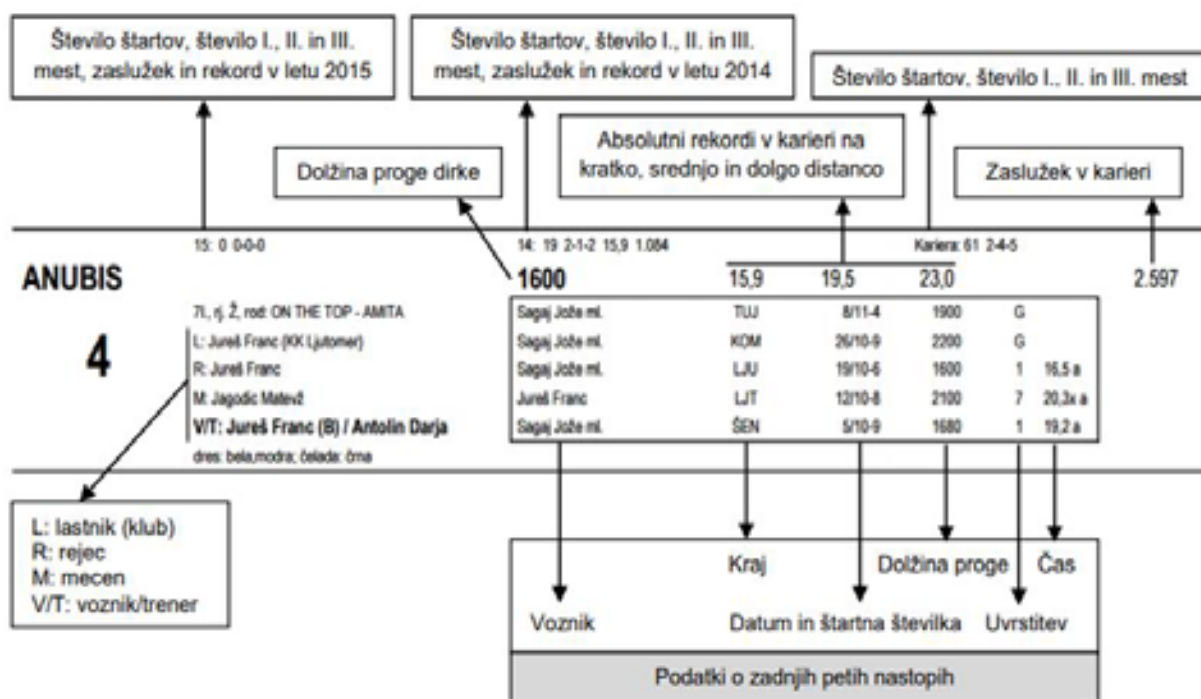 Število štartov, število I., II. in III.
mest, zaslužek in rekord v letu 2015
Število štartov, število I., II. in III.
mest, zaslužek in rekord v letu 2014
Število štartov, število I., II. in III. mest
Dolžina proge dirke
Absolutni rekordi v karieri na
kratko, srednjo in dolgo distanco
Zaslužek v karieri
15: 0 0-0-0
14: 19 2-1-2 15,9 1.084
Kariera: 61 2-4-5
ANUBIS
1600 15,9 19,5 23,0 2.597
4
7l., rj. Ž, rod: ON THE TOP - AMITA
L: Jureš Franc (KK Ljutomer)
R: Jureš Franc
M: Jagodic Matevž
V/T: Jureš Franc (B) / Antolin Darja
dres: bela,modra; čelada: črna
Sagaj Jože ml. TUJ 8/11-4 1900 G
Sagaj Jože ml. KOM 26/10-9 2200 G
Sagaj Jože ml. LJU 19/10-6 1600 1 16,5 a
Jureš Franc LJT 12/10-8 2100 7 20,3x a
Sagaj Jože ml. ŠEN 5/10-9 1680 1 19,2 a
L: lastnik (klub)
R: rejec
M: mecen
V/T: voznik/trener
Kraj Dolžina proge Čas
Voznik Datum in štartna številka Uvrstitev
Podatki o zadnjih petih nastopih